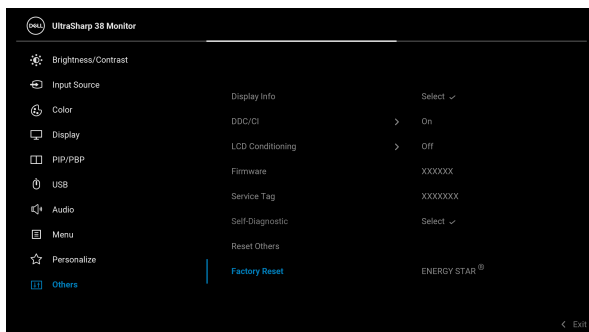 DELL UltraSharp 38 Monitor
Brightness/Contrast
Input Source
Display Info Select
Color
DDC/CI On
Display
LCD Conditioning Off
PIP/PBP
Firmware XXXXXX
USB
Service Tag XXXXXXX
Audio
Self-Diagnostic Select
Menu
Reset Others
Personalize
Factory Reset ENERGY STAR ®
Others
Exit